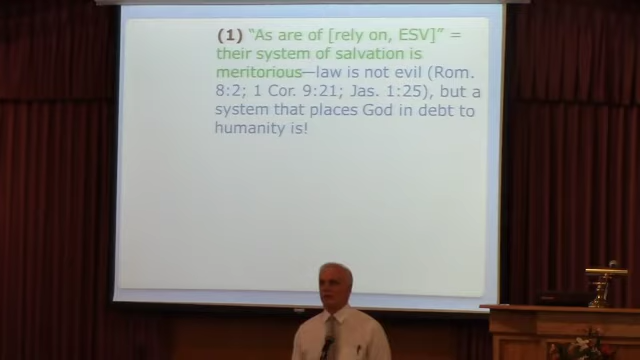 (1) "As are of [rely on, ESV]" =
their system of salvation is
meritorious—law is not evil (Rom.
8:2; 1 Cor. 9:21; Jas. 1:25), but a
system that places God in debt to
humanity is!